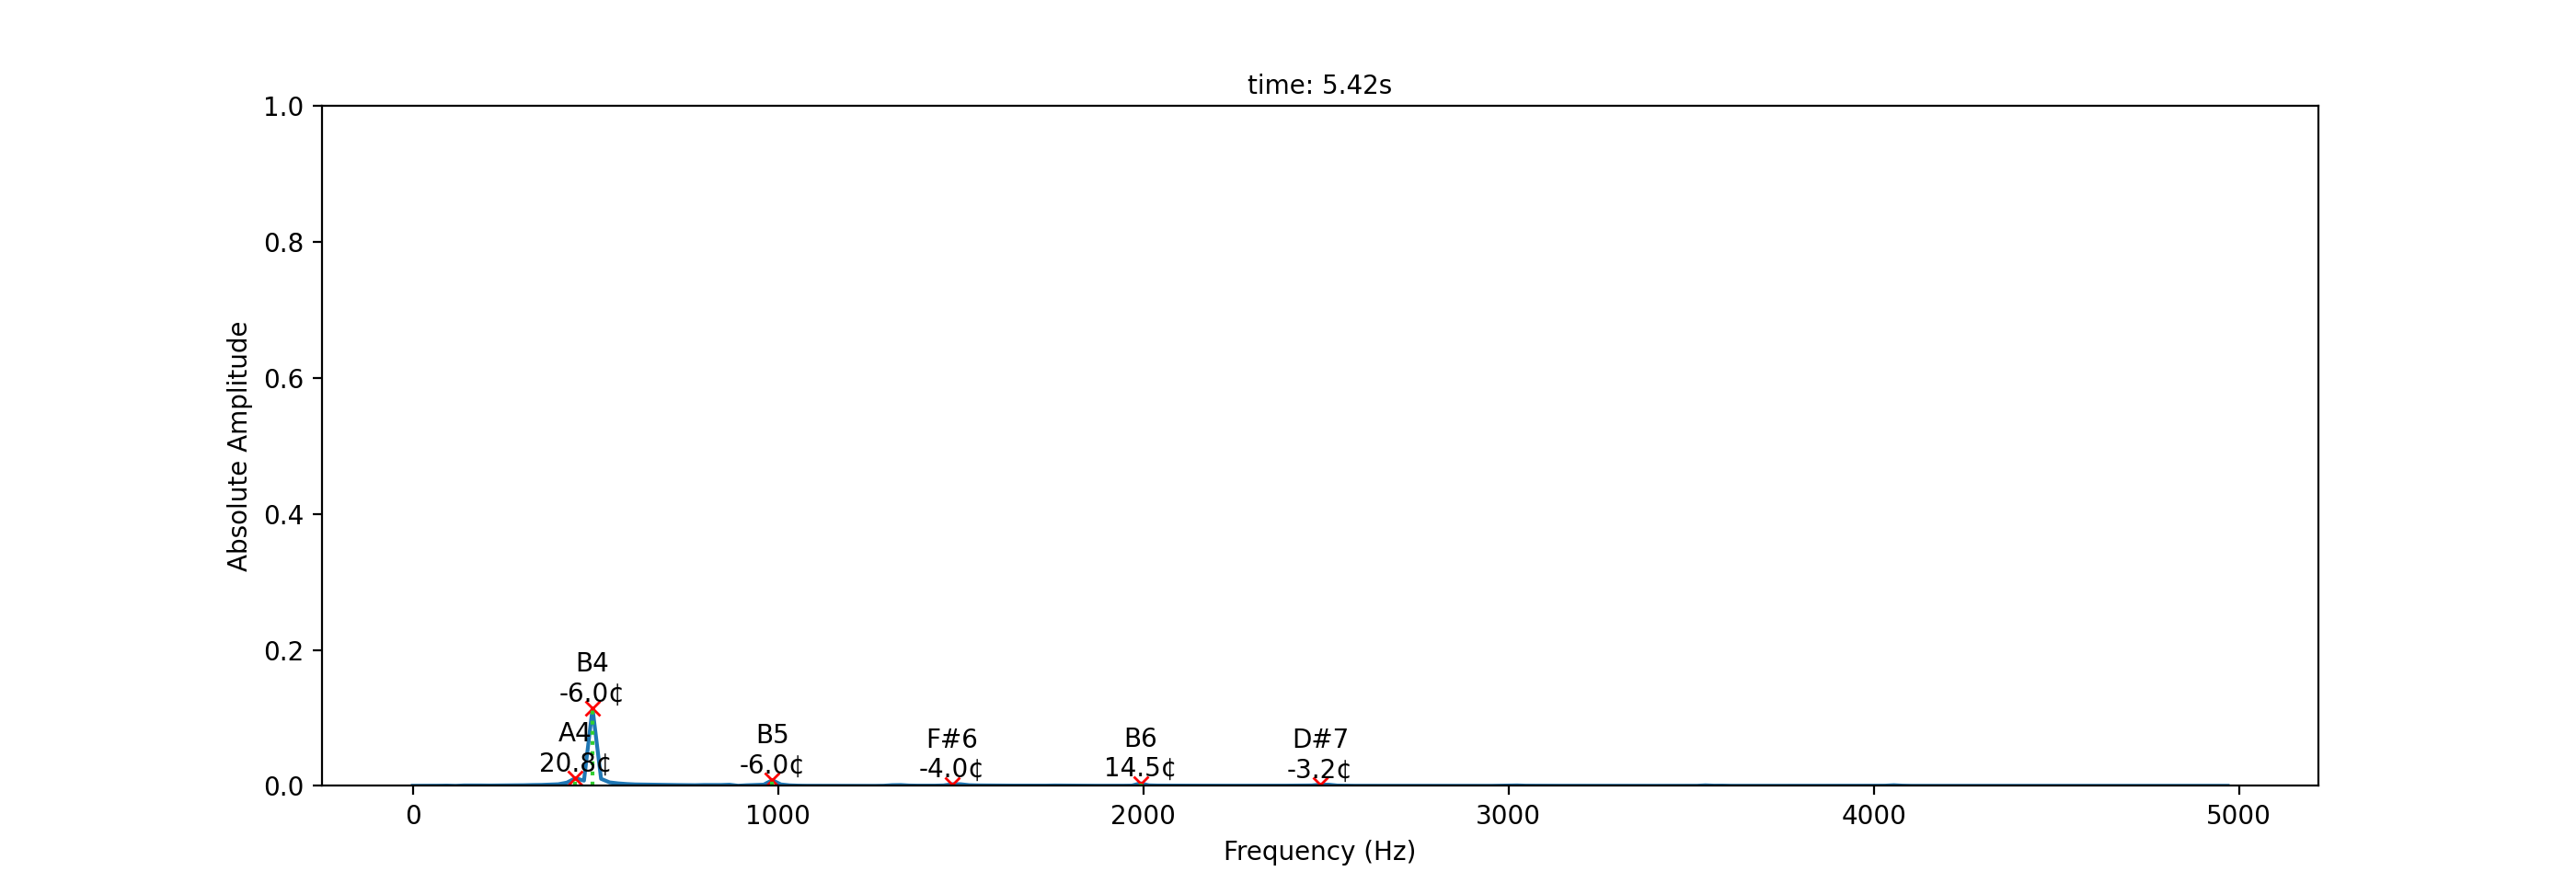 time: 5.42s
1.0
0.8
0.6
0.4
0.2
0.0
Absolute Amplitude
B4
-6.0¢
A4
20.8¢
B5
-6.0¢
F#6
-4.0¢
B6
14.5¢
D#7
-3.2¢
0
1000
2000
3000
4000
5000
Frequency (Hz)